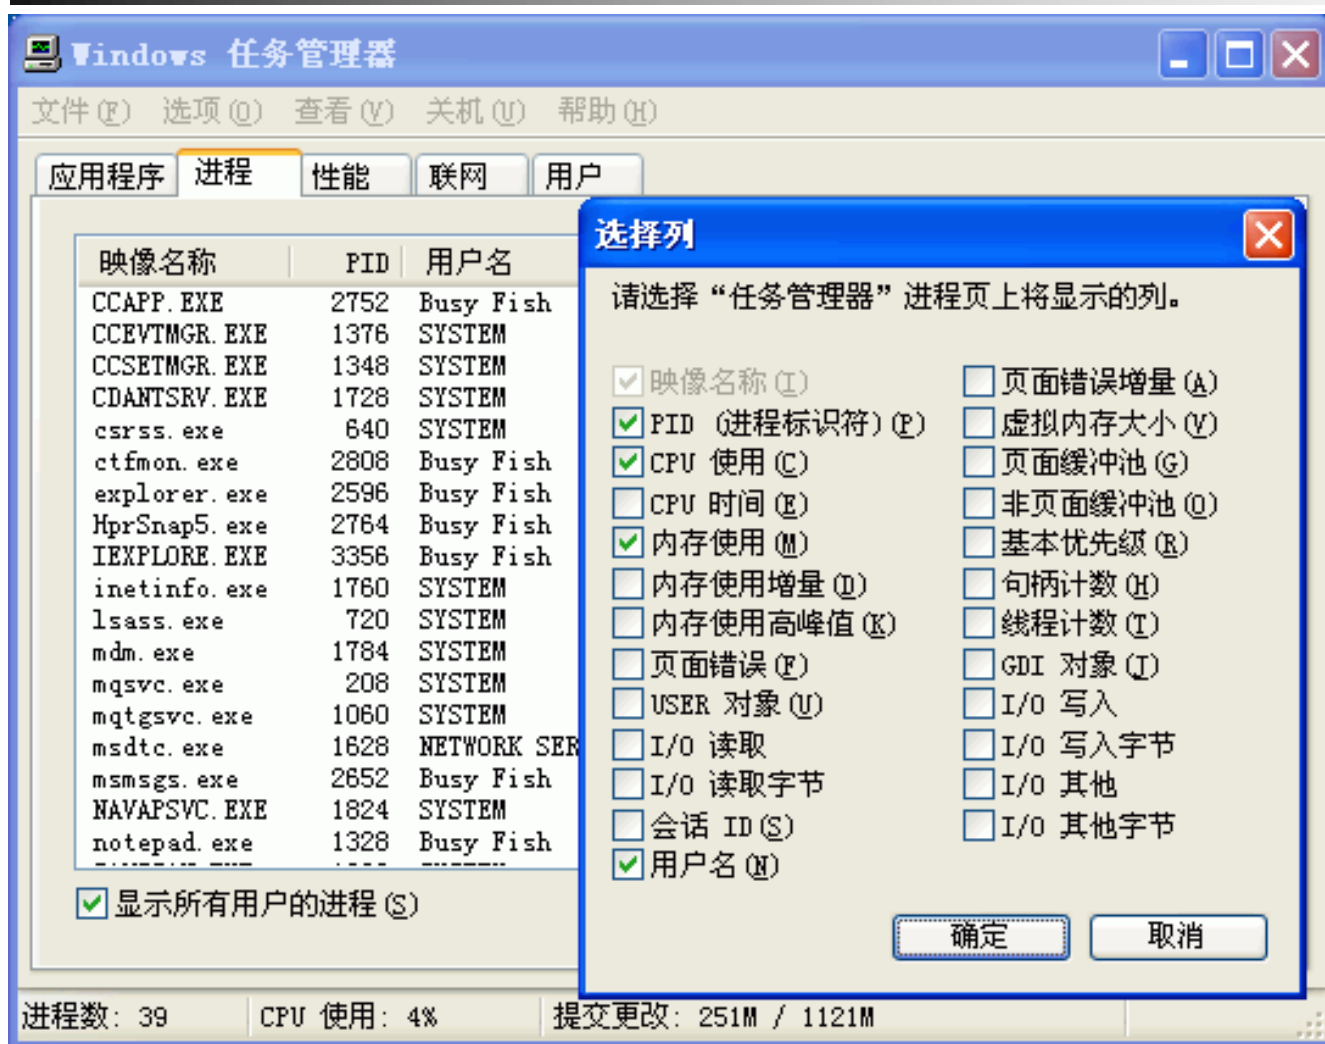 Windows 任务管理器
文件(F) 选项(O) 查看(V) 关机(U) 帮助(H)
应用程序 进程 性能 联网 用户
映像名称 PID 用户名
CCAPP.EXE 2752 Busy Fish
CCEVTMGR.EXE 1376 SYSTEM
CCSETMGR.EXE 1348 SYSTEM
CDANTSRV.EXE 1728 SYSTEM
csrss.exe 640 SYSTEM
ctfmon.exe 2808 Busy Fish
explorer.exe 2596 Busy Fish
HprSnap5.exe 2764 Busy Fish
IEXPLORE.EXE 3356 Busy Fish
inetinfo.exe 1760 SYSTEM
lsass.exe 720 SYSTEM
mdm.exe 1784 SYSTEM
mqsvc.exe 208 SYSTEM
mqtgsvc.exe 1060 SYSTEM
msdtc.exe 1628 NETWORK SER
msmsgs.exe 2652 Busy Fish
NAVAPSVC.EXE 1824 SYSTEM
notepad.exe 1328 Busy Fish
显示所有用户的进程(S)
选择列
请选择“任务管理器”进程页上将显示的列。
映像名称(I) 页面错误增量(A)
PID (进程标识符)(P) 虚拟内存大小(V)
CPU 使用(C) 页面缓冲池(G)
CPU 时间(E) 非页面缓冲池(O)
内存使用(M) 基本优先级(R)
内存使用增量(D) 句柄计数(H)
内存使用高峰值(K) 线程计数(T)
页面错误(F) GDI 对象(J)
USER 对象(U) I/O 写入
I/O 读取 I/O 写入字节
I/O 读取字节 I/O 其他
会话 ID(S) I/O 其他字节
用户名(N)
确定 取消
进程数: 39 CPU 使用: 4% 提交更改: 251M / 1121M